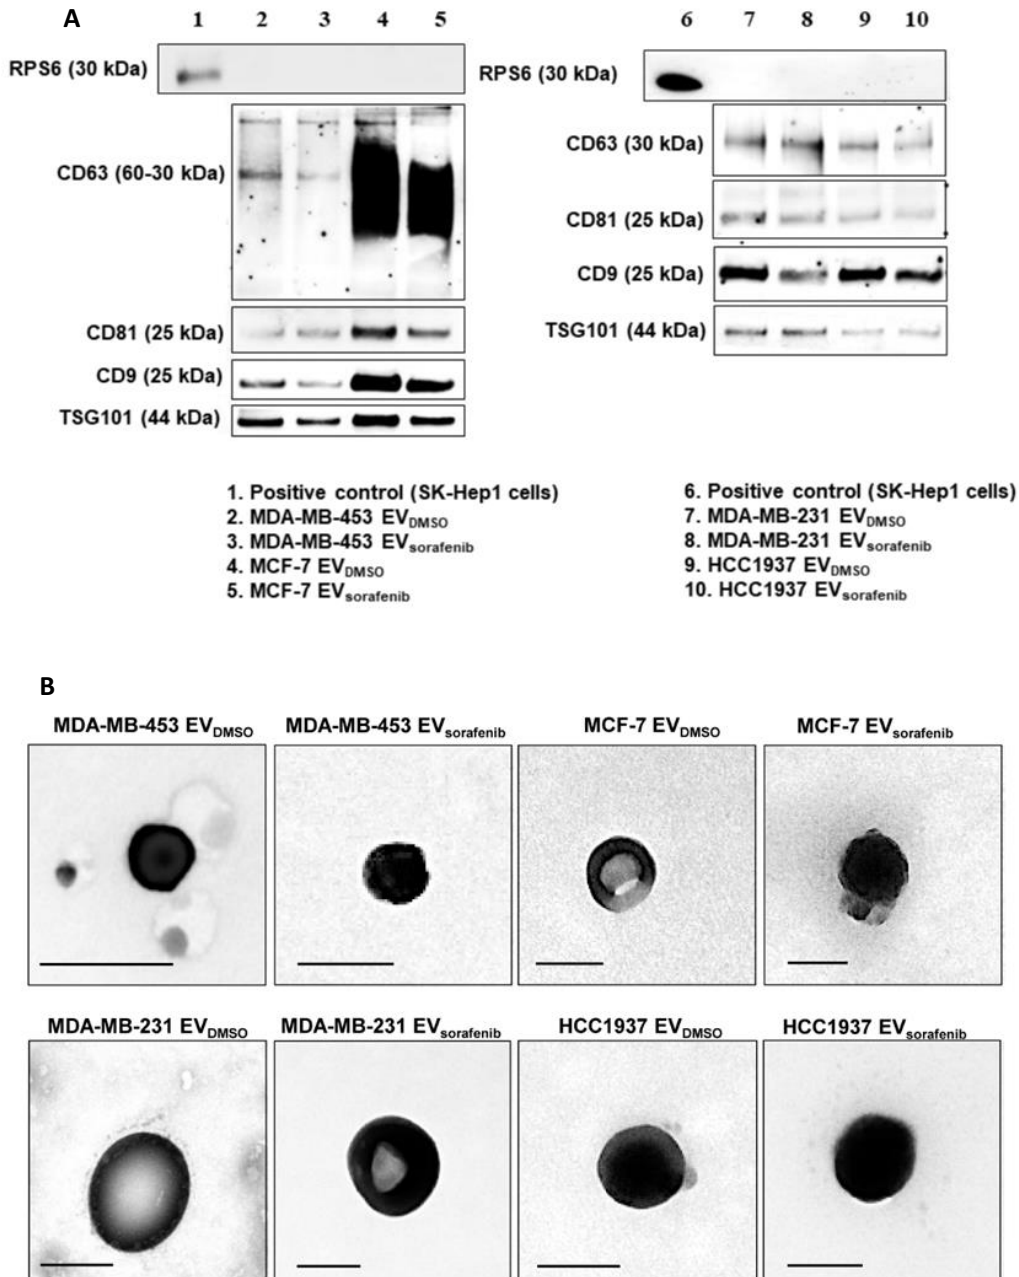 A
1 2 3 4 5
6 7 8 9 10
RPS6 (30 kDa)
CD63 (60-30 kDa)
CD81 (25 kDa)
CD9 (25 kDa)
TSG101 (44 kDa)
RPS6 (30 kDa)
CD63 (30 kDa)
CD81 (25 kDa)
CD9 (25 kDa)
TSG101 (44 kDa)
1. Positive control (SK-Hep1 cells)
2. MDA-MB-453 EVDMSO
3. MDA-MB-453 EVsorafenib
4. MCF-7 EVDMSO
5. MCF-7 EVsorafenib
6. Positive control (SK-Hep1 cells)
7. MDA-MB-231 EVDMSO
8. MDA-MB-231 EVsorafenib
9. HCC1937 EVDMSO
10. HCC1937 EVsorafenib
B
MDA-MB-453 EVDMSO
MDA-MB-453 EVsorafenib
MCF-7 EVDMSO
MCF-7 EVsorafenib
MDA-MB-231 EVDMSO
MDA-MB-231 EVsorafenib
HCC1937 EVDMSO
HCC1937 EVsorafenib